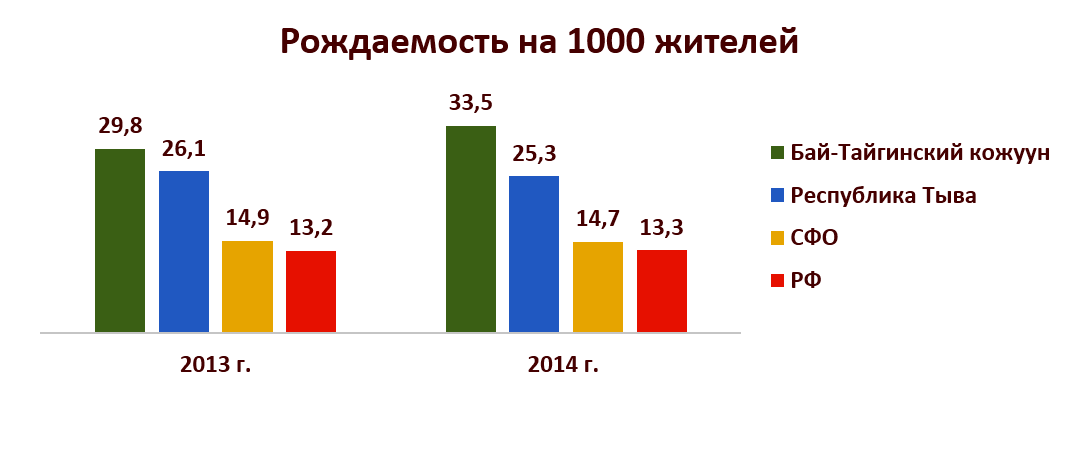 Рождаемость на 1000 жителей
29,8
26,1
14,9
13,2
33,5
25,3
14,7
13,3
2013 г.
2014 г.
Бай-Тайгинский кожуун
Республика Тыва
СФО
РФ